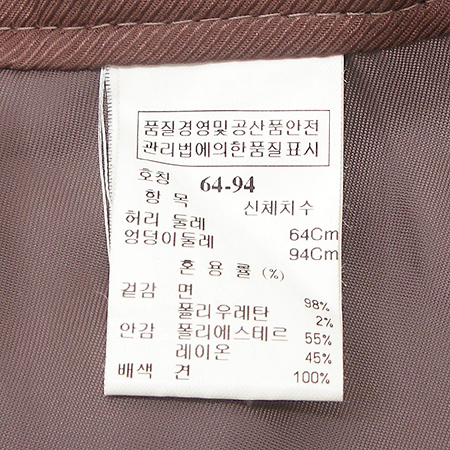 품질경영및공산품안전
관리법에의한품질표시
호칭 64-94
항 목 신체치수
허리 둘레 64Cm
엉덩이둘레 94Cm
혼 용 률 (%)
겉감 면 98%
폴리우레탄 2%
안감 폴리에스테르 55%
레이온 45%
배색 견 100%